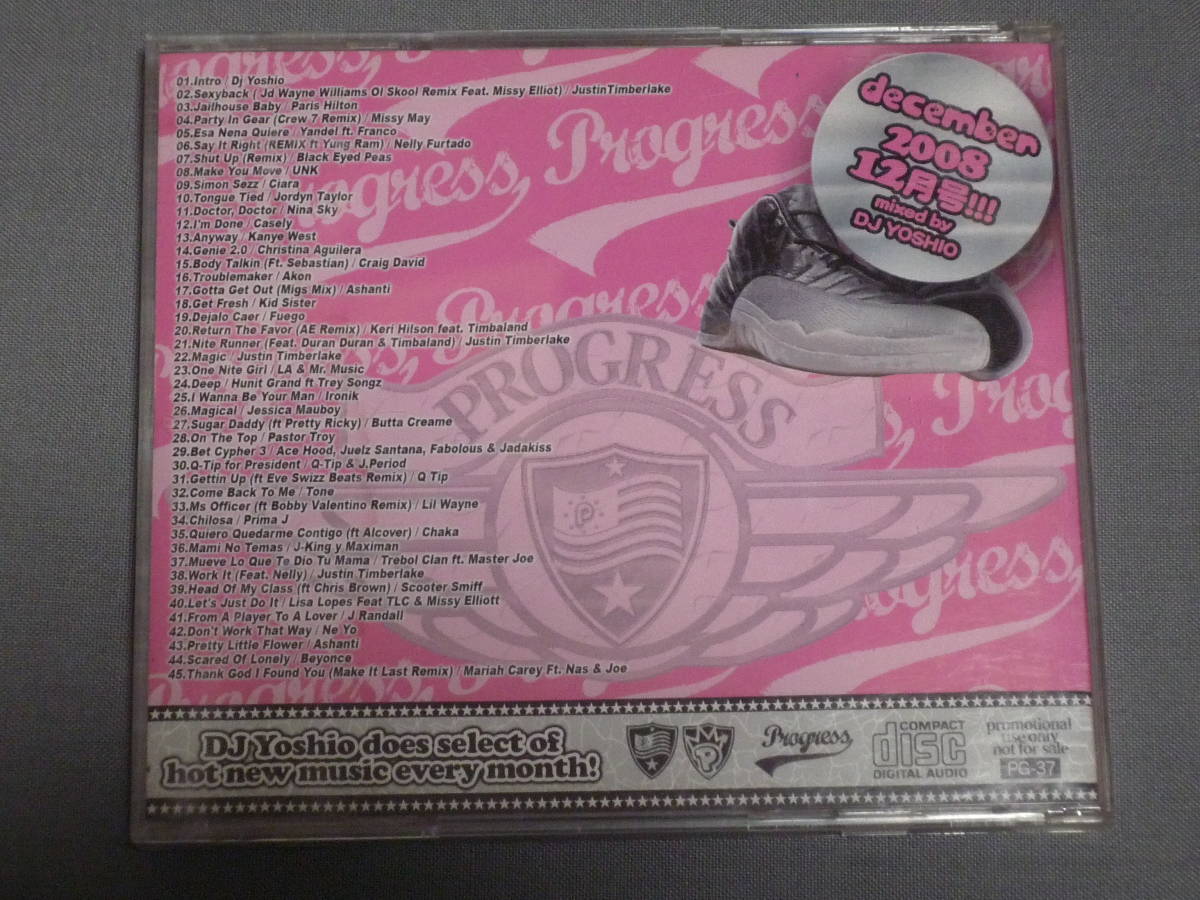 01.Intro / Dj Yoshio
02.Sexyback ( Jd Wayne Williams Ol Skool Remix Feat. Missy Elliot) / JustinTimberlake
03.Jailhouse Baby / Paris Hilton
04.Party In Gear (Crew 7 Remix) / Missy May
05.Esa Nena Quiere / Yandel ft. Franco
06.Say It Right (REMIX ft Yung Ram) / Nelly Furtado
07.Shut Up (Remix) / Black Eyed Peas
08.Make You Move / UNK
09.Simon Sezz / Ciara
10.Tongue Tied / Jordyn Taylor
11.Doctor, Doctor / Nina Sky
12.I'm Done / Casely
13.Anyway / Kanye West
14.Genie 2.0 / Christina Aguilera
15.Body Talkin (Ft. Sebastian) / Craig David
16.Troublemaker / Akon
17.Gotta Get Out (Migs Mix) / Ashanti
18.Get Fresh / Kid Sister
19.Dejalo Caer / Fuego
20.Return The Favor (AE Remix) / Keri Hilson feat. Timbaland
21.Nite Runner (Feat. Duran Duran & Timbaland) / Justin Timberlake
22.Magic / Justin Timberlake
23.One Nite Girl / LA & Mr. Music
24.Deep / Hunit Grand ft Trey Songz
25.I Wanna Be Your Man / Ironik
26.Magical / Jessica Mauboy
27.Sugar Daddy (ft Pretty Ricky) / Butta Creame
28.On The Top / Pastor Troy
29.Bet Cypher 3 / Ace Hood, Juelz Santana, Fabolous & Jadakiss
30.Q-Tip for President / Q-Tip & J.Period
31.Gettin Up (ft Eve Swizz Beats Remix) / Q Tip
32.Come Back To Me / Tone
33.Ms Officer (ft Bobby Valentino Remix) / Lil Wayne
34.Chilosa / Prima J
35.Quiero Quedarme Contigo (ft Alcover) / Chaka
36.Mami No Temas / J-King y Maximan
37.Mueve Lo Que Te Dio Tu Mama / Trebol Clan ft. Master Joe
38.Work It (Feat. Nelly) / Justin Timberlake
39.Head Of My Class (ft Chris Brown) / Scooter Smiff
40.Let's Just Do It / Lisa Lopes Feat TLC & Missy Elliott
41.From A Player To A Lover / J Randall
42.Don't Work That Way / Ne Yo
43.Pretty Little Flower / Ashanti
44.Scared Of Lonely / Beyonce
45.Thank God I Found You (Make It Last Remix) / Mariah Carey Ft. Nas & Joe
december
2008
12月号!!!
mixed by
DJ YOSHIO
Progress, Progress
Progress,
PROGRESS
P
DJ Yoshio does select of
hot new music every month!
P
Progress
COMPACT
disc
DIGITAL AUDIO
promotional
use only
not for sale
PG-37